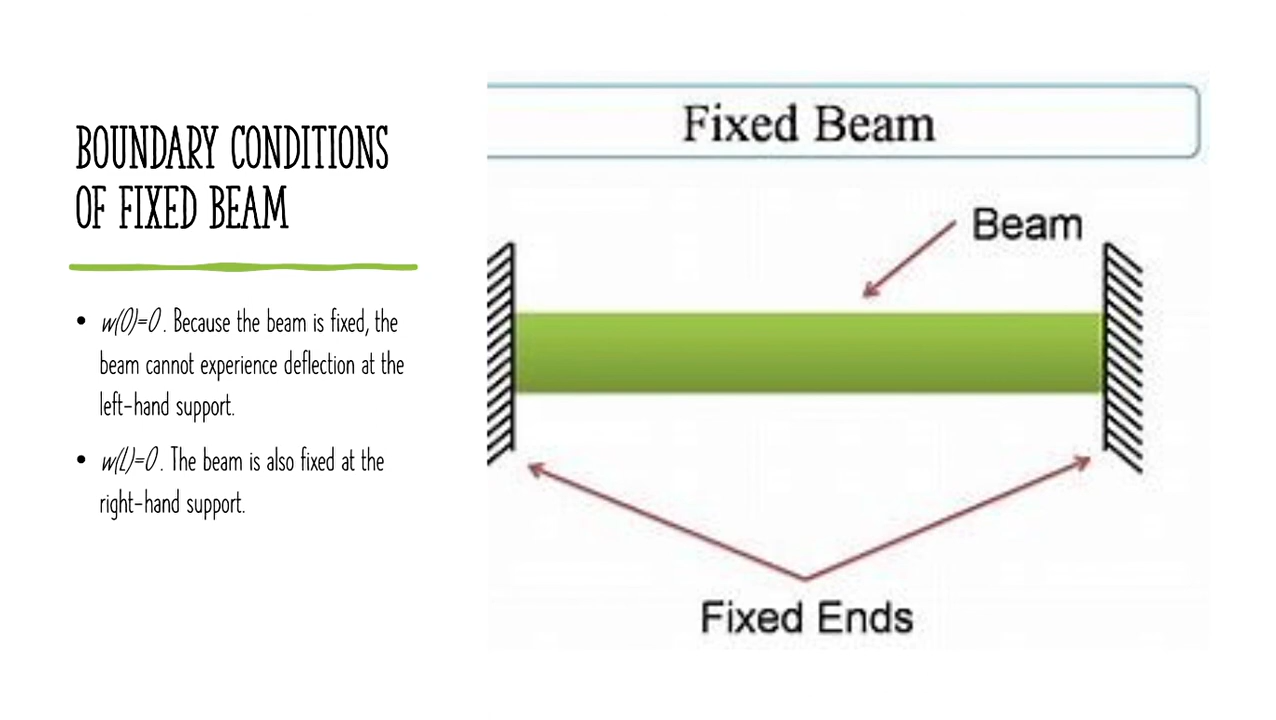 BOUNDARY CONDITIONS
OF FIXED BEAM
• w(0)=0. Because the beam is fixed, the
beam cannot experience deflection at the
left-hand support.
• w(L)=0. The beam is also fixed at the
right-hand support.
Fixed Beam
Beam
Fixed Ends